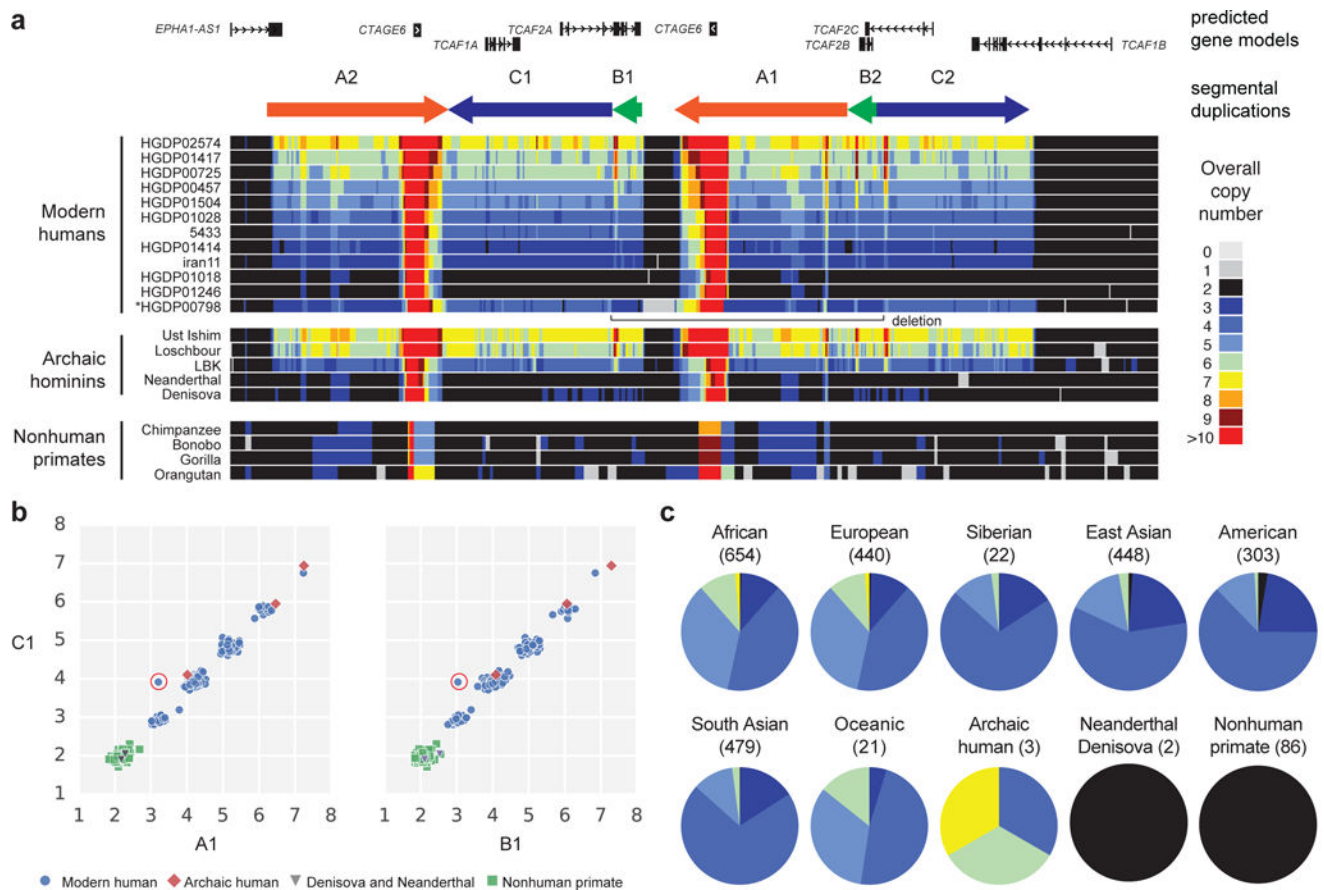 a
predicted
gene models
EPHA1-AS1
CTAGE6
TCAF1A
TCAF2A
CTAGE6
TCAF2C
TCAF2B
TCAF1B
A2
C1
B1
A1
B2
C2
segmental
duplications
Modern
humans
HGDP02574
HGDP01417
HGDP00725
HGDP00457
HGDP01504
HGDP01028
5433
HGDP01414
iran11
HGDP01018
HGDP01246
*HGDP00798
deletion
Archaic
hominins
Ust Ishim
Loschbour
LBK
Neanderthal
Denisova
Nonhuman
primates
Chimpanzee
Bonobo
Gorilla
Orangutan
Overall
copy
number
0
1
2
3
4
5
6
7
8
9
>10
b
C1
8
7
6
5
4
3
2
1
1 2 3 4 5 6 7 8
A1
1 2 3 4 5 6 7 8
B1
Modern human
Archaic human
Denisova and Neanderthal
Nonhuman primate
c
African
(654)
European
(440)
Siberian
(22)
East Asian
(448)
American
(303)
South Asian
(479)
Oceanic
(21)
Archaic
human (3)
Neanderthal
Denisova (2)
Nonhuman
primate (86)